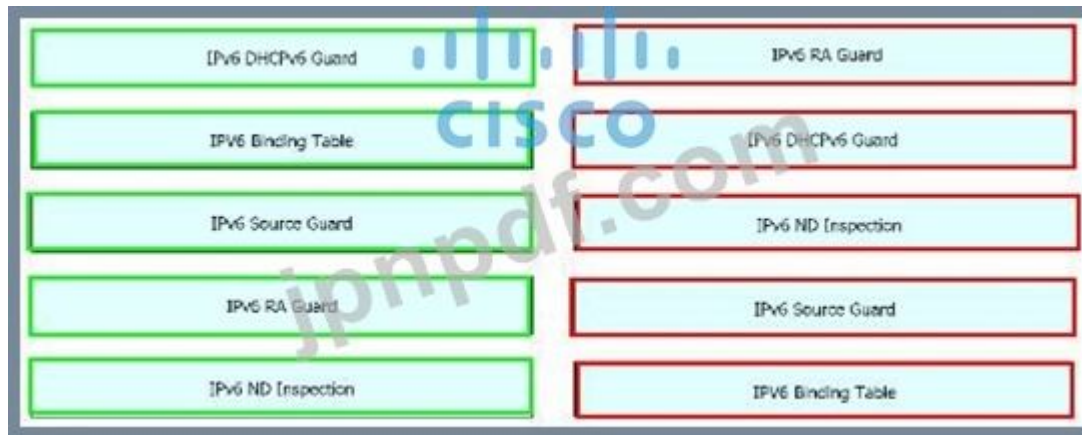 IPv6 DHCPv6 Guard
IPV6 Binding Table
IPv6 Source Guard
IPv6 RA Guard
IPv6 ND Inspection
IPv6 RA Guard
IPv6 DHCPv6 Guard
IPv6 ND Inspection
IPv6 Source Guard
IPV6 Binding Table
CISCO
jpnpdf.com